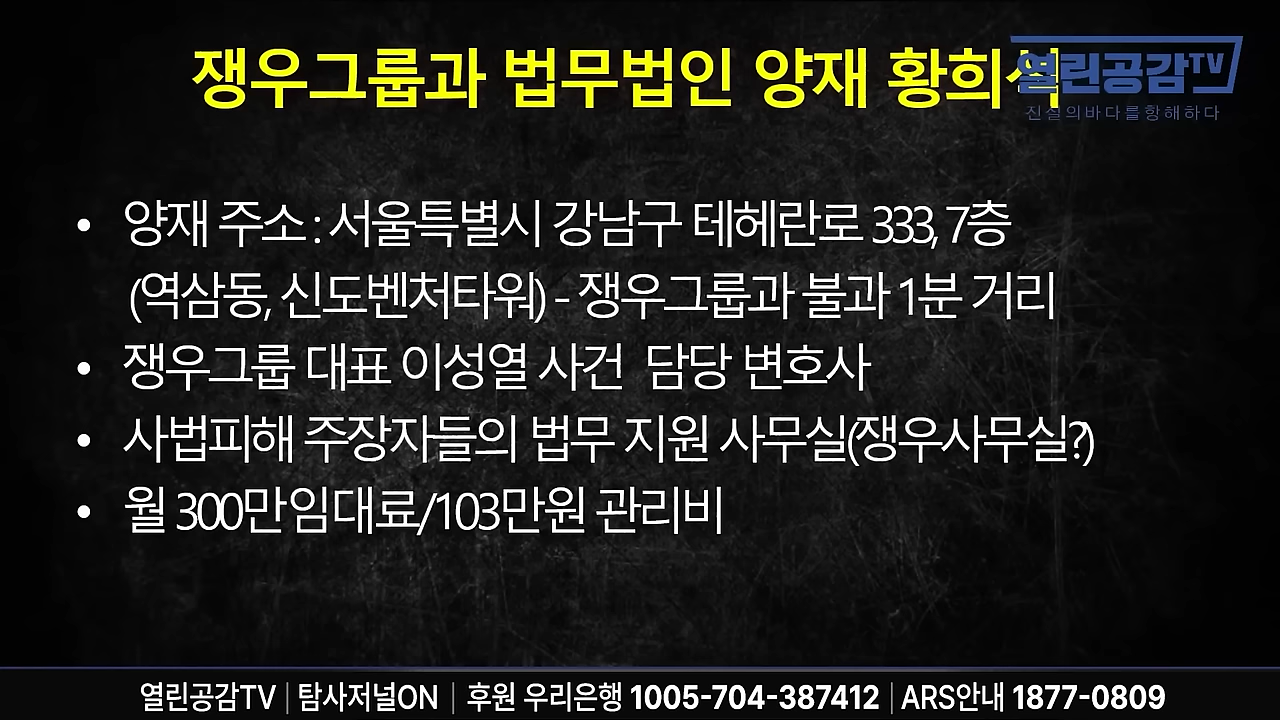 쟁우그룹과 법무법인 양재 황희석
열린공감TV
진실의바다를항해하다
• 양재 주소 : 서울특별시 강남구 테헤란로 333, 7층
(역삼동, 신도벤처타워) - 쟁우그룹과 불과 1분 거리
• 쟁우그룹 대표 이성열 사건 담당 변호사
• 사법피해 주장자들의 법무 지원 사무실(쟁우사무실?)
• 월 300만임대료/103만원 관리비
열린공감TV | 탐사저널ON | 후원 우리은행 1005-704-387412 | ARS안내 1877-0809